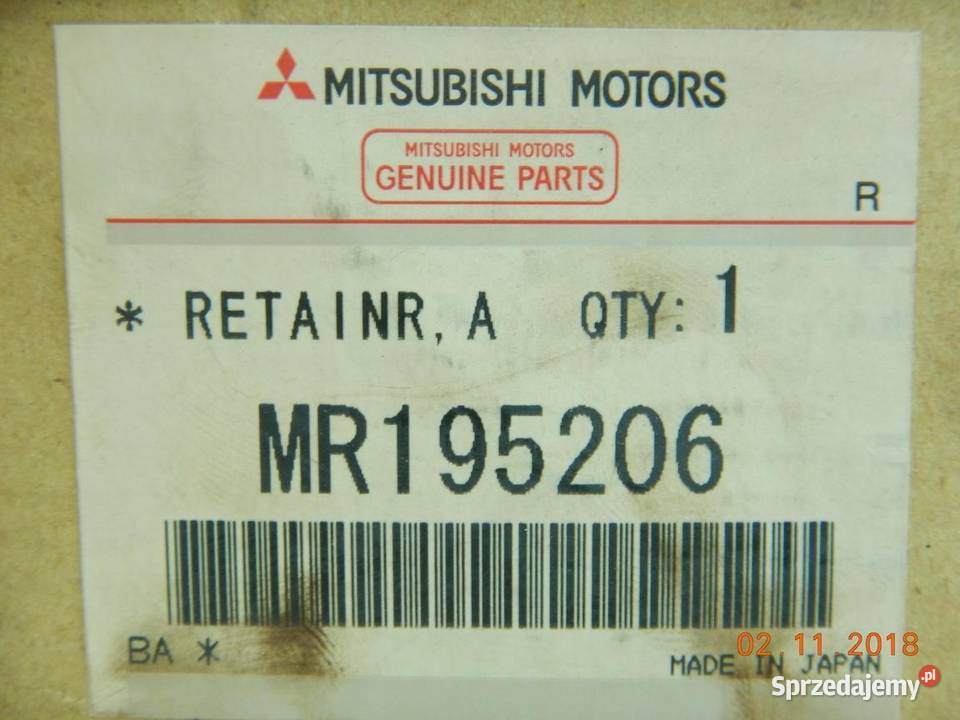 MITSUBISHI MOTORS
MITSUBISHI MOTORS
GENUINE PARTS
R
* RETAINR, A QTY: 1
MR195206
BA *
02.11.2018
MADE IN JAPAN
Sprzedajemy.pl